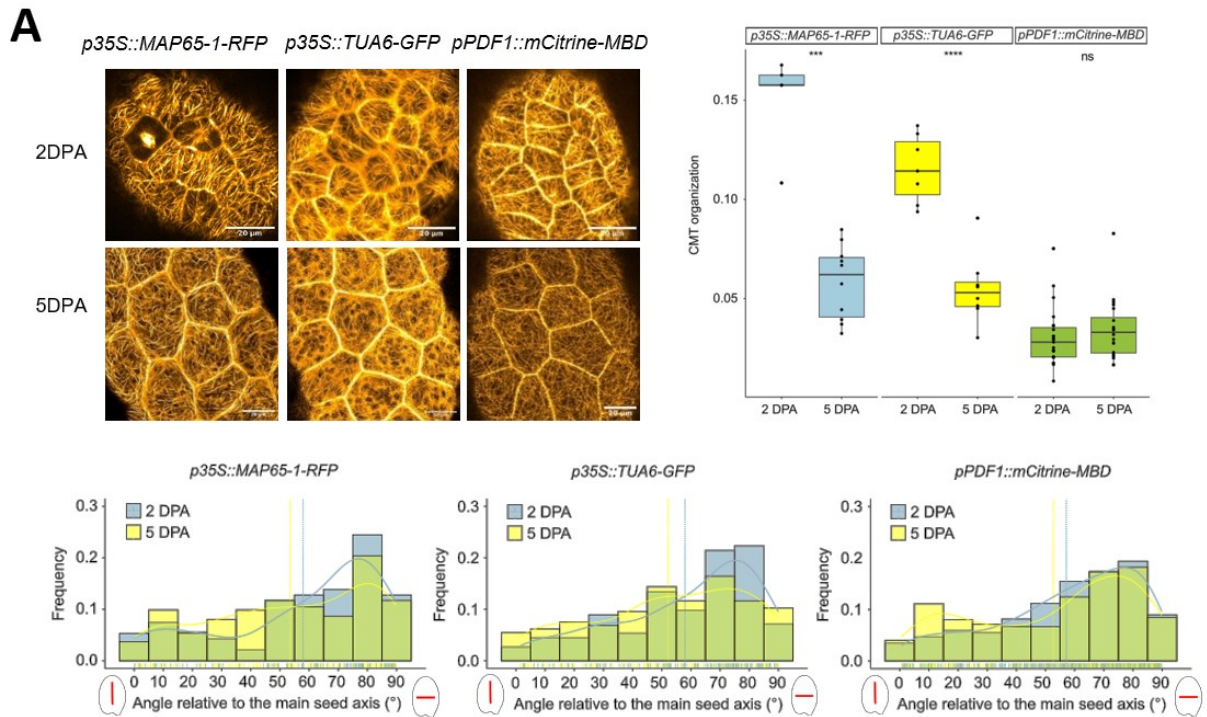 A
p35S::MAP65-1-RFP p35S::TUA6-GFP pPDF1::mCitrine-MBD
2DPA
20 µm 20 µm 20 µm
5DPA
20 µm
p35S::MAP65-1-RFP p35S::TUA6-GFP pPDF1::mCitrine-MBD
*** **** ns
CMT organization
0.15
0.10
0.05
2 DPA 5 DPA 2 DPA 5 DPA 2 DPA 5 DPA
p35S::MAP65-1-RFP
Frequency
0.3
0.2
0.1
0.0
2 DPA
5 DPA
0 10 20 30 40 50 60 70 80 90
Angle relative to the main seed axis (°)
p35S::TUA6-GFP
Frequency
0.3
0.2
0.1
0.0
2 DPA
5 DPA
0 10 20 30 40 50 60 70 80 90
Angle relative to the main seed axis (°)
pPDF1::mCitrine-MBD
Frequency
0.3
0.2
0.1
0.0
2 DPA
5 DPA
0 10 20 30 40 50 60 70 80 90
Angle relative to the main seed axis (°)